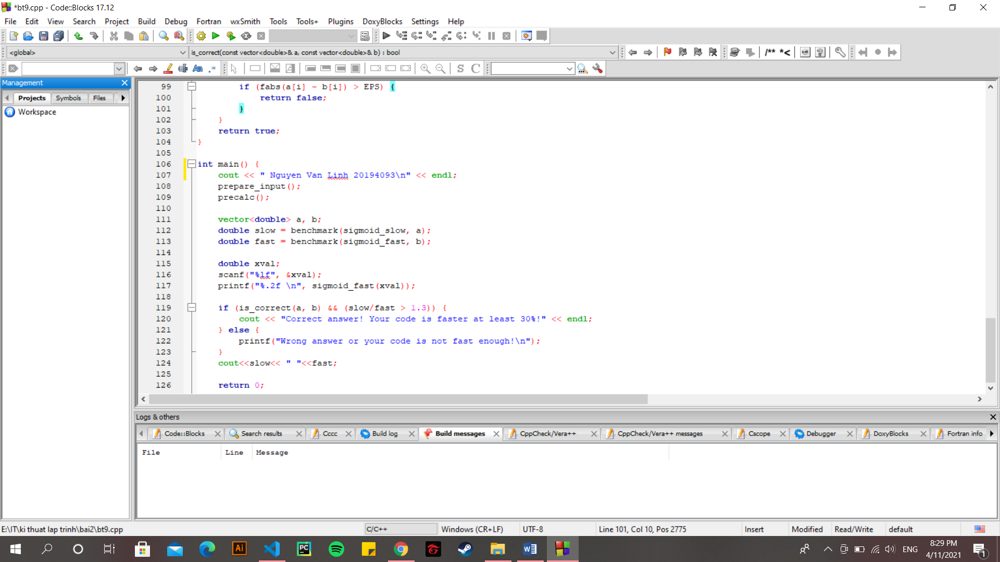 *bt9.cpp - Code::Blocks 17.12
File Edit View Search Project Build Debug Fortran wxSmith Tools Tools+ Plugins DoxyBlocks Settings Help
<global> is_correct(const vector<double>& a, const vector<double>& b) : bool /** *<
Aa .* S C
Management
Projects Symbols Files
Workspace
99 if (fabs(a[i] - b[i]) > EPS) {
100 return false;
101 }
102 }
103 return true;
104 }
105
106 int main() {
107 cout << " Nguyen Van Linh 20194093\n" << endl;
108 prepare_input();
109 precalc();
110
111 vector<double> a, b;
112 double slow = benchmark(sigmoid_slow, a);
113 double fast = benchmark(sigmoid_fast, b);
114
115 double xval;
116 scanf("%lf", &xval);
117 printf("%.2f \n", sigmoid_fast(xval));
118
119 if (is_correct(a, b) && (slow/fast > 1.3)) {
120 cout << "Correct answer! Your code is faster at least 30%!" << endl;
121 } else {
122 printf("Wrong answer or your code is not fast enough!\n");
123 }
124 cout<<slow<< " "<<fast;
125
126 return 0;
Logs & others
Code::Blocks Search results Cccc Build log Build messages CppCheck/Vera++ CppCheck/Vera++ messages Cscope Debugger DoxyBlocks Fortran info
File Line Message
E:\IT\ki thuat lap trinh\bai2\bt9.cpp C/C++ Windows (CR+LF) UTF-8 Line 101, Col 10, Pos 2775 Insert Modified Read/Write default
Ai PC W ENG 8:29 PM
4/11/2021 1